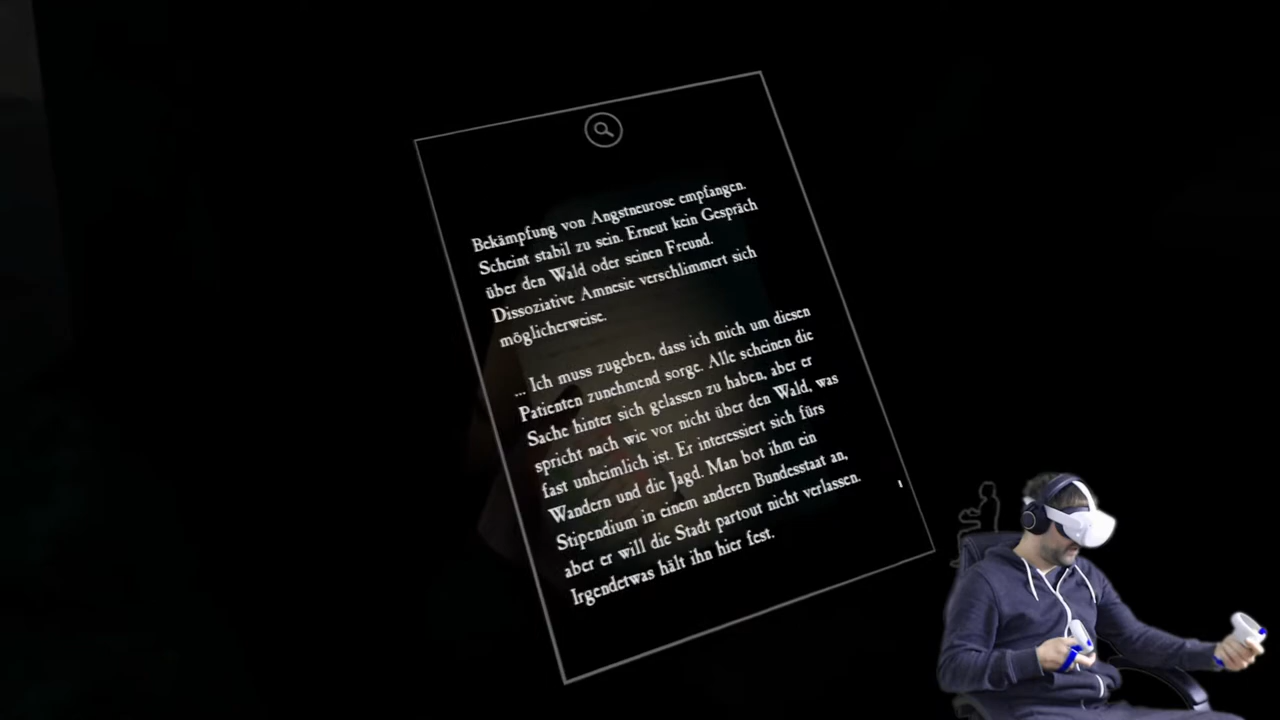 Bekämpfung von Angstneurose empfangen.
Scheint stabil zu sein. Erneut kein Gespräch
über den Wald oder seinen Freund.
Dissoziative Amnesie verschlimmert sich
möglicherweise.
... Ich muss zugeben, dass ich mich um diesen
Patienten zunehmend sorge. Alle scheinen die
Sache hinter sich gelassen zu haben, aber er
spricht nach wie vor nicht über den Wald, was
fast unheimlich ist. Er interessiert sich fürs
Wandern und die Jagd. Man bot ihm ein
Stipendium in einem anderen Bundesstaat an,
aber er will die Stadt partout nicht verlassen.
Irgendetwas hält ihn hier fest.